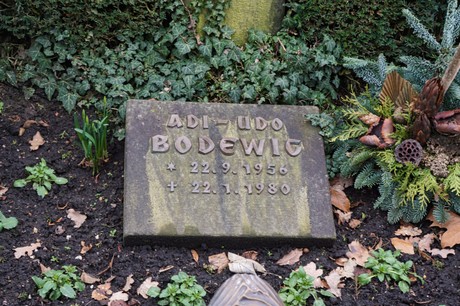 ADI-UDO
BODEWIG
* 22.9.1956
† 22.1.1980